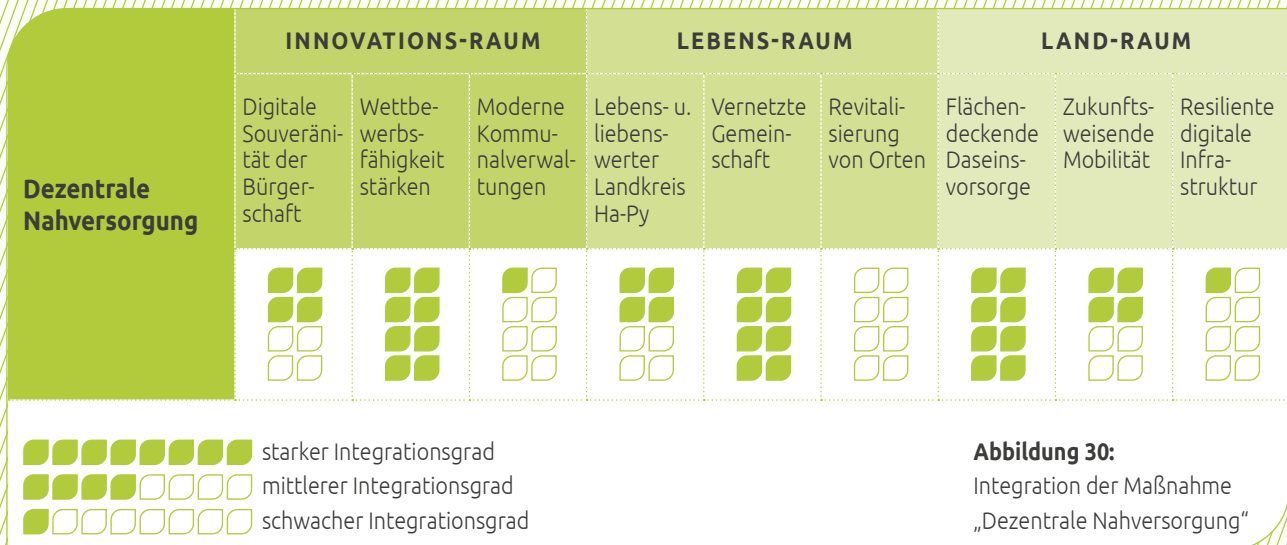 INNOVATIONS-RAUM
LEBENS-RAUM
LAND-RAUM
Dezentrale
Nahversorgung
Digitale
Souveräni-
tät der
Bürger-
schaft
Wettbe-
werbs-
fähigkeit
stärken
Moderne
Kommu-
nalverwal-
tungen
Lebens- u.
liebens-
werter
Landkreis
Ha-Py
Vernetzte
Gemein-
schaft
Revitali-
sierung
von Orten
Flächen-
deckende
Daseins-
vorsorge
Zukunfts-
weisende
Mobilität
Resiliente
digitale
Infra-
struktur
starker Integrationsgrad
mittlerer Integrationsgrad
schwacher Integrationsgrad
Abbildung 30:
Integration der Maßnahme
„Dezentrale Nahversorgung“